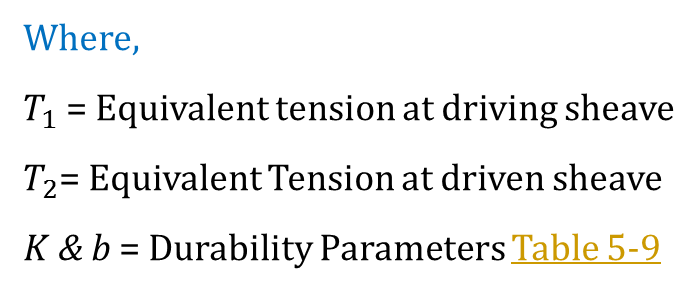 Where,
T₁ = Equivalent tension at driving sheave
T₂= Equivalent Tension at driven sheave
K & b = Durability Parameters Table 5-9